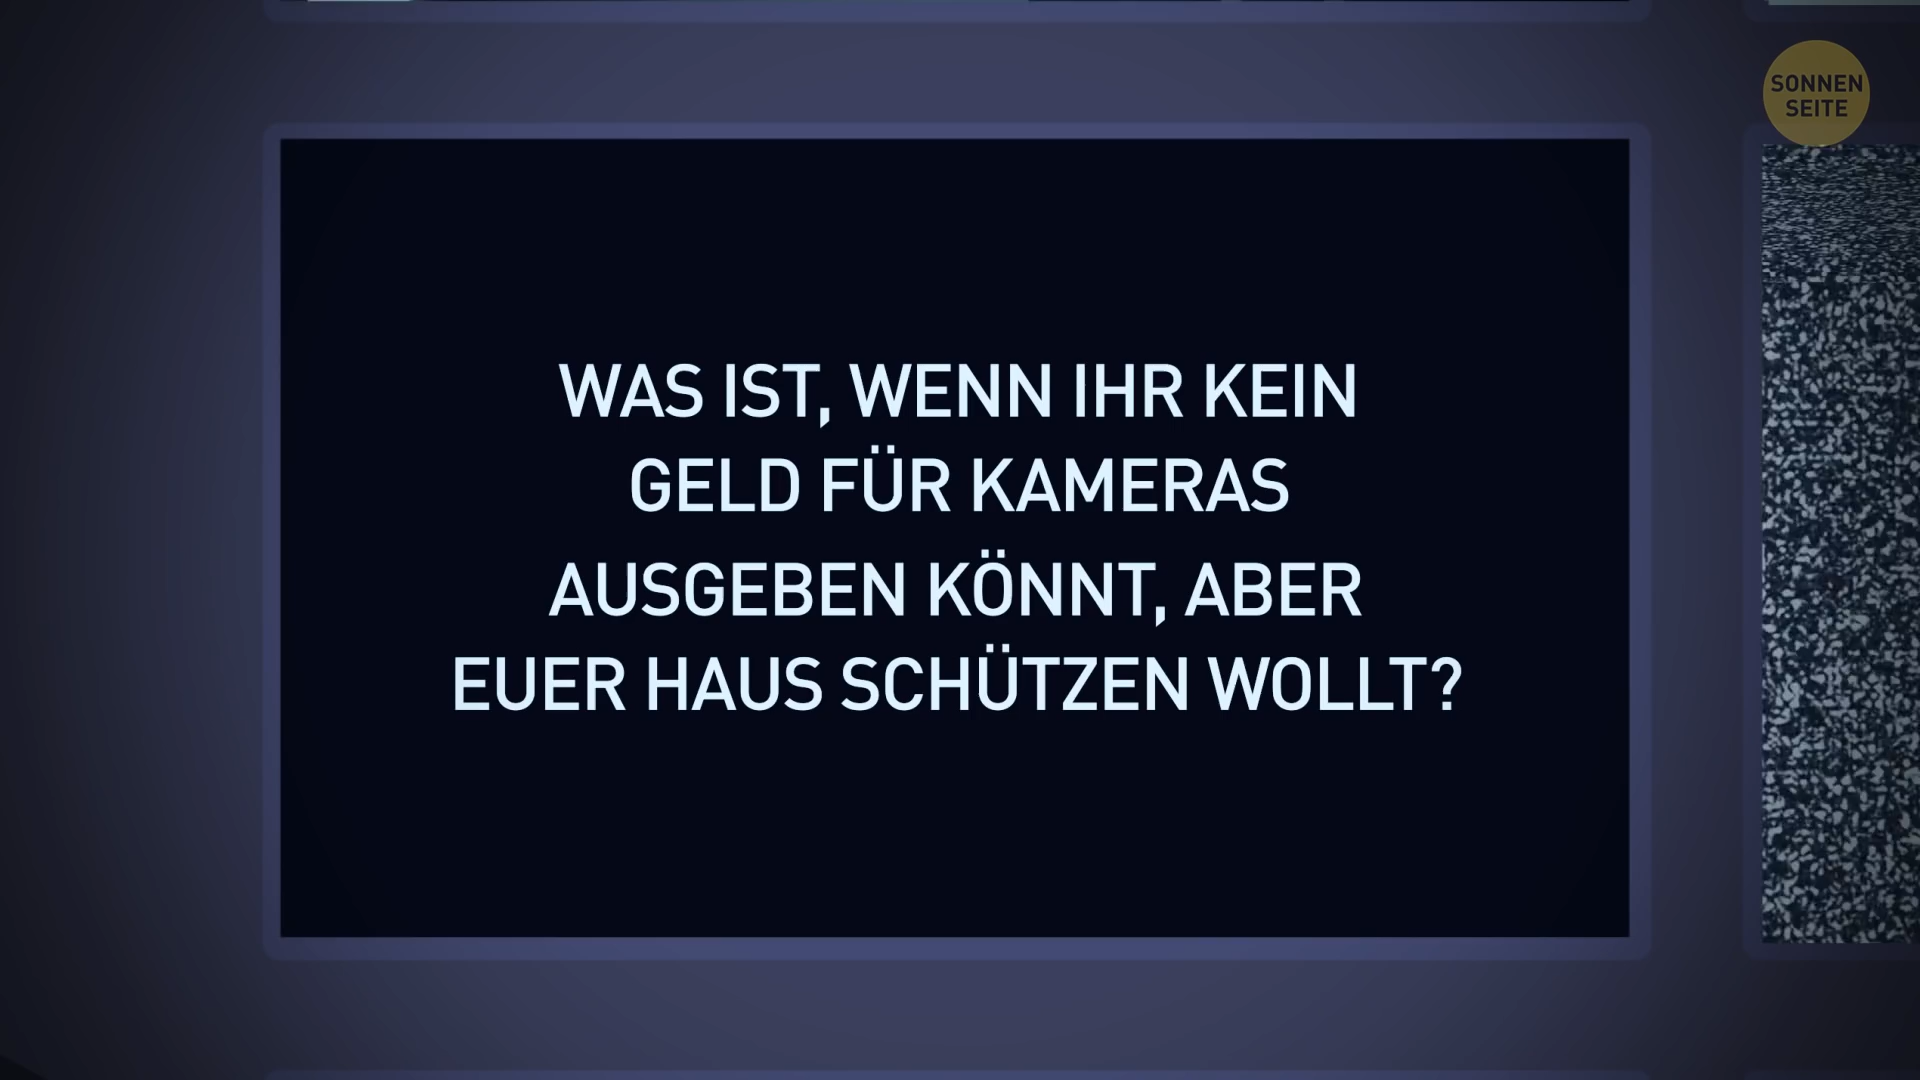 SONNEN
SEITE
WAS IST, WENN IHR KEIN
GELD FÜR KAMERAS
AUSGEBEN KÖNNT, ABER
EUER HAUS SCHÜTZEN WOLLT?